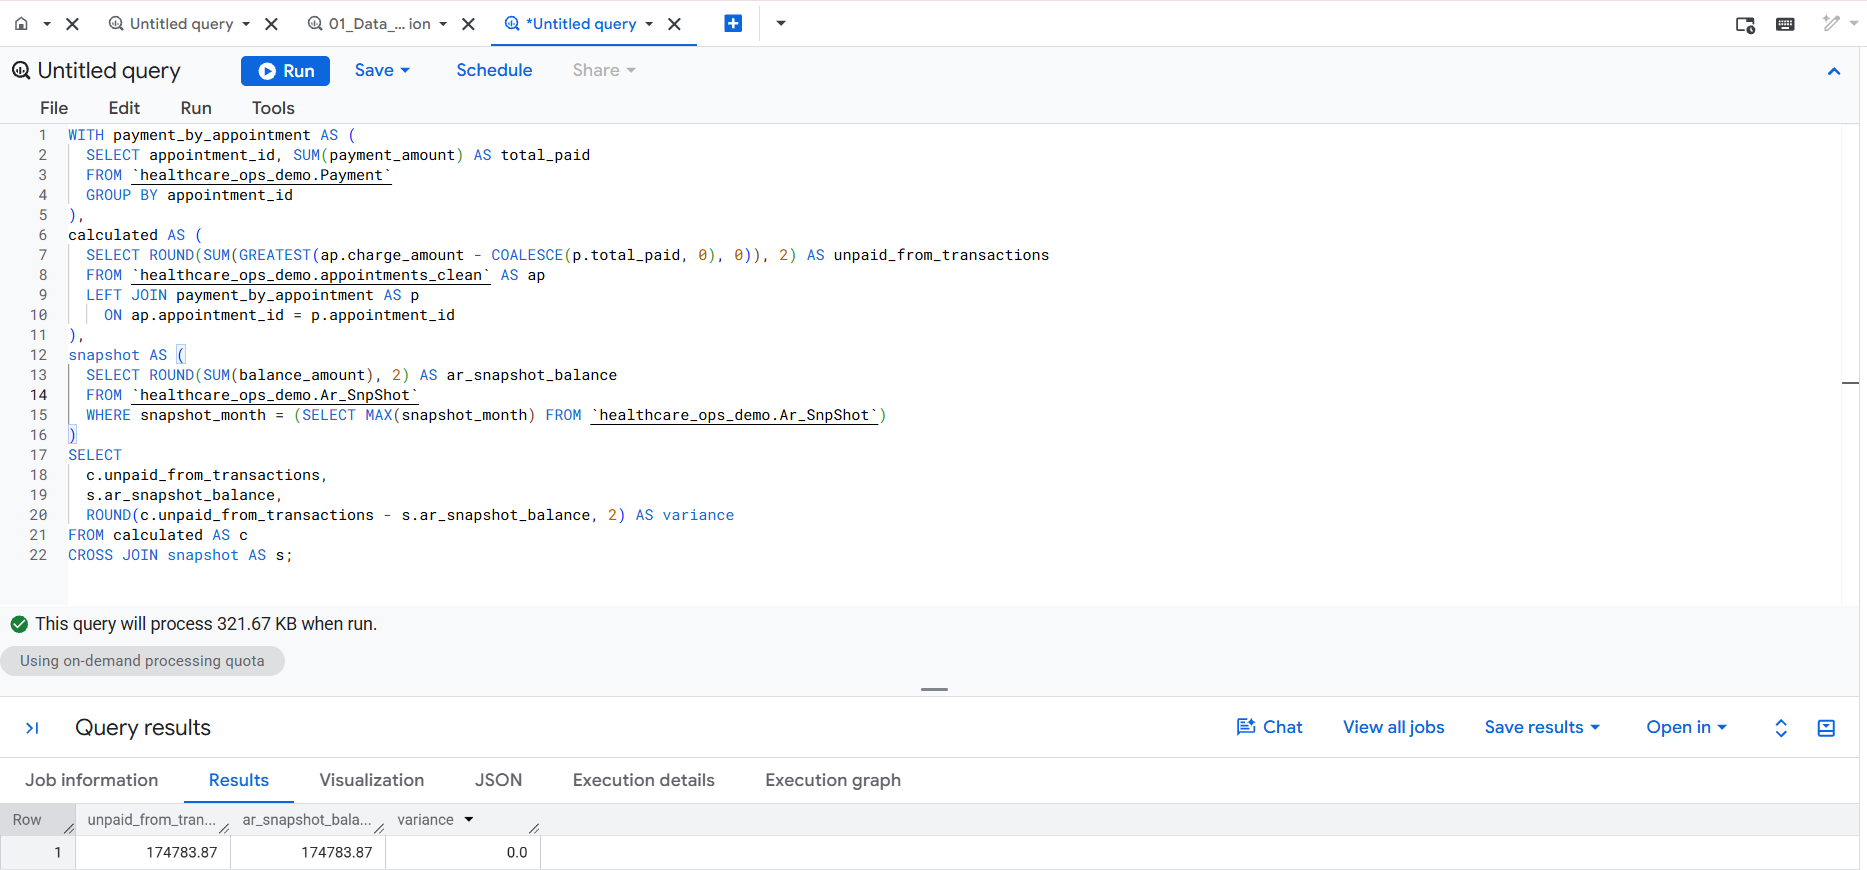 Untitled query
01_Data_... ion
*Untitled query
Untitled query Run Save Schedule Share
File Edit Run Tools
1 WITH payment_by_appointment AS (
2 SELECT appointment_id, SUM(payment_amount) AS total_paid
3 FROM `healthcare_ops_demo.Payment`
4 GROUP BY appointment_id
5 ),
6 calculated AS (
7 SELECT ROUND(SUM(GREATEST(ap.charge_amount - COALESCE(p.total_paid, 0), 0)), 2) AS unpaid_from_transactions
8 FROM `healthcare_ops_demo.appointments_clean` AS ap
9 LEFT JOIN payment_by_appointment AS p
10 ON ap.appointment_id = p.appointment_id
11 ),
12 snapshot AS (
13 SELECT ROUND(SUM(balance_amount), 2) AS ar_snapshot_balance
14 FROM `healthcare_ops_demo.Ar_SnpShot`
15 WHERE snapshot_month = (SELECT MAX(snapshot_month) FROM `healthcare_ops_demo.Ar_SnpShot`)
16 )
17 SELECT
18 c.unpaid_from_transactions,
19 s.ar_snapshot_balance,
20 ROUND(c.unpaid_from_transactions - s.ar_snapshot_balance, 2) AS variance
21 FROM calculated AS c
22 CROSS JOIN snapshot AS s;
This query will process 321.67 KB when run.
Using on-demand processing quota
Query results Chat View all jobs Save results Open in
Job information Results Visualization JSON Execution details Execution graph
Row unpaid_from_tran... ar_snapshot_bala... variance
1 174783.87 174783.87 0.0